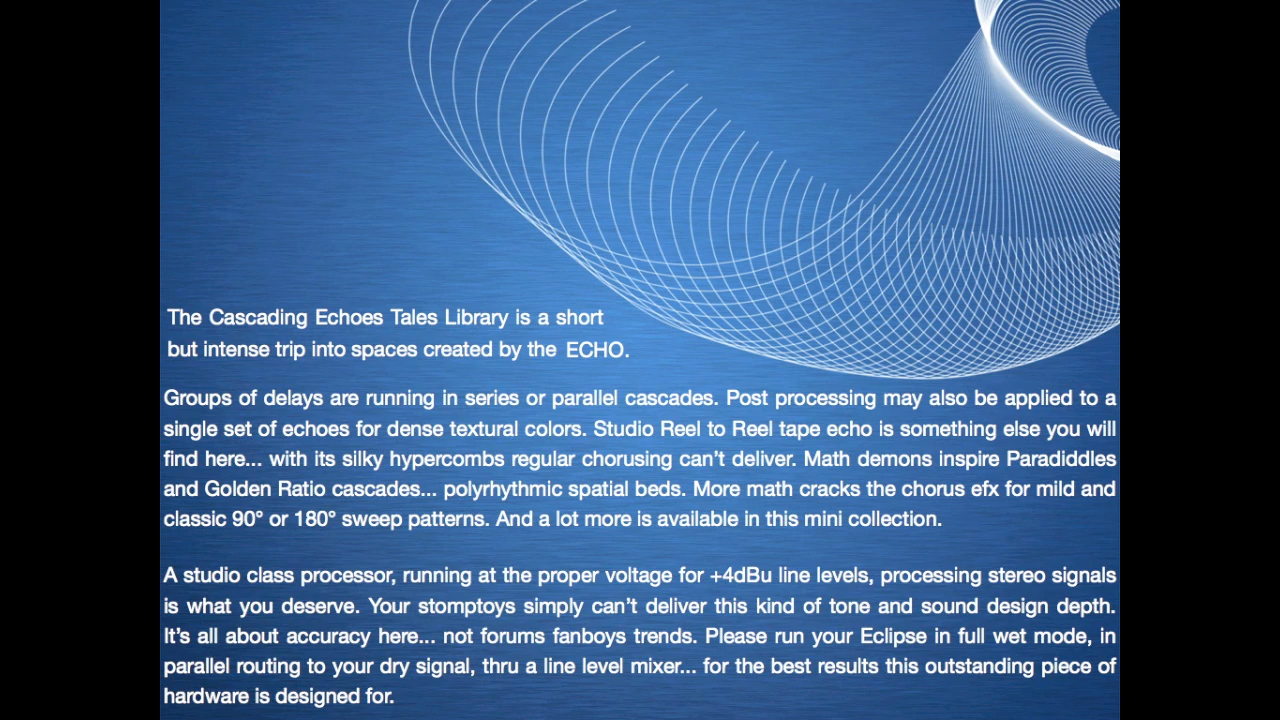 The Cascading Echoes Tales Library is a short
but intense trip into spaces created by the ECHO.
Groups of delays are running in series or parallel cascades. Post processing may also be applied to a
single set of echoes for dense textural colors. Studio Reel to Reel tape echo is something else you will
find here... with its silky hypercombs regular chorusing can’t deliver. Math demons inspire Paradiddles
and Golden Ratio cascades... polyrhythmic spatial beds. More math cracks the chorus efx for mild and
classic 90° or 180° sweep patterns. And a lot more is available in this mini collection.
A studio class processor, running at the proper voltage for +4dBu line levels, processing stereo signals
is what you deserve. Your stomptoys simply can’t deliver this kind of tone and sound design depth.
It’s all about accuracy here... not forums fanboys trends. Please run your Eclipse in full wet mode, in
parallel routing to your dry signal, thru a line level mixer... for the best results this outstanding piece of
hardware is designed for.